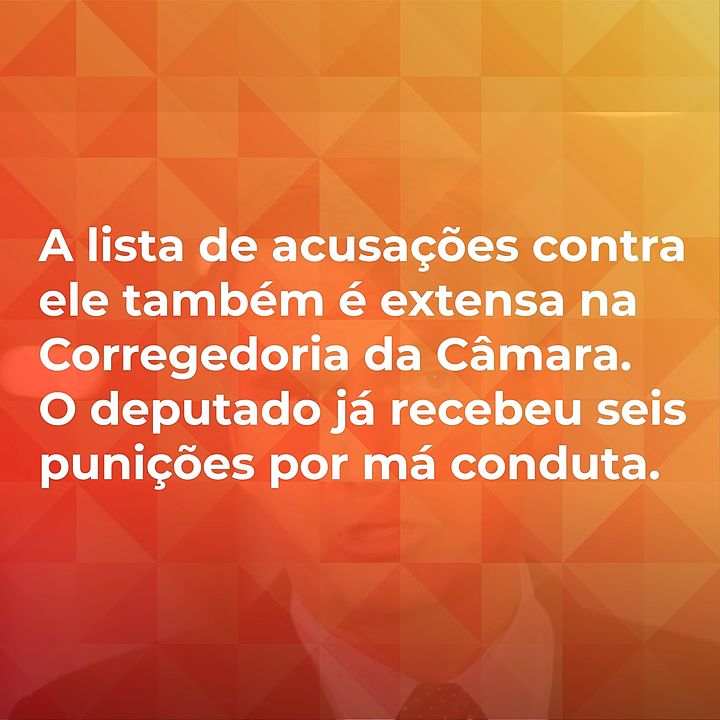 A lista de acusações contra
ele também é extensa na
Corregedoria da Câmara.
O deputado já recebeu seis
punições por má conduta.